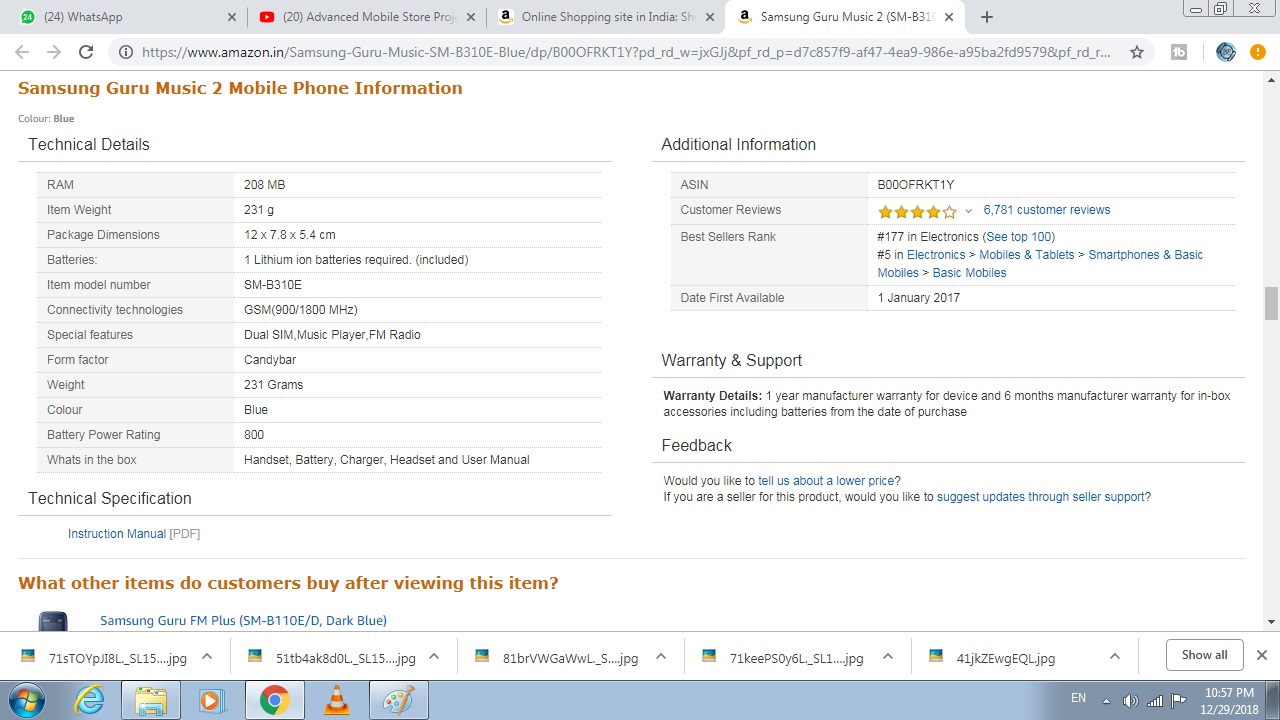 (24) WhatsApp
(20) Advanced Mobile Store Proje
Online Shopping site in India: Sh
Samsung Guru Music 2 (SM-B310
https://www.amazon.in/Samsung-Guru-Music-SM-B310E-Blue/dp/B00OFRKT1Y?pd_rd_w=jxGJj&pf_rd_p=d7c857f9-af47-4ea9-986e-a95ba2fd9579&pf_rd_r...
Samsung Guru Music 2 Mobile Phone Information
Colour: Blue
Technical Details
RAM 208 MB
Item Weight 231 g
Package Dimensions 12 x 7.8 x 5.4 cm
Batteries: 1 Lithium ion batteries required. (included)
Item model number SM-B310E
Connectivity technologies GSM(900/1800 MHz)
Special features Dual SIM,Music Player,FM Radio
Form factor Candybar
Weight 231 Grams
Colour Blue
Battery Power Rating 800
Whats in the box Handset, Battery, Charger, Headset and User Manual
Technical Specification
Instruction Manual [PDF]
Additional Information
ASIN B00OFRKT1Y
Customer Reviews 6,781 customer reviews
Best Sellers Rank #177 in Electronics (See top 100)
#5 in Electronics > Mobiles & Tablets > Smartphones & Basic
Mobiles > Basic Mobiles
Date First Available 1 January 2017
Warranty & Support
Warranty Details: 1 year manufacturer warranty for device and 6 months manufacturer warranty for in-box
accessories including batteries from the date of purchase
Feedback
Would you like to tell us about a lower price?
If you are a seller for this product, would you like to suggest updates through seller support?
What other items do customers buy after viewing this item?
Samsung Guru FM Plus (SM-B110E/D, Dark Blue)
71sTOYpJI8L._SL15....jpg
51tb4ak8d0L._SL15....jpg
81brVWGaWwL._S....jpg
71keePS0y6L._SL1....jpg
41jkZEwgEQL.jpg
Show all
EN
10:57 PM
12/29/2018